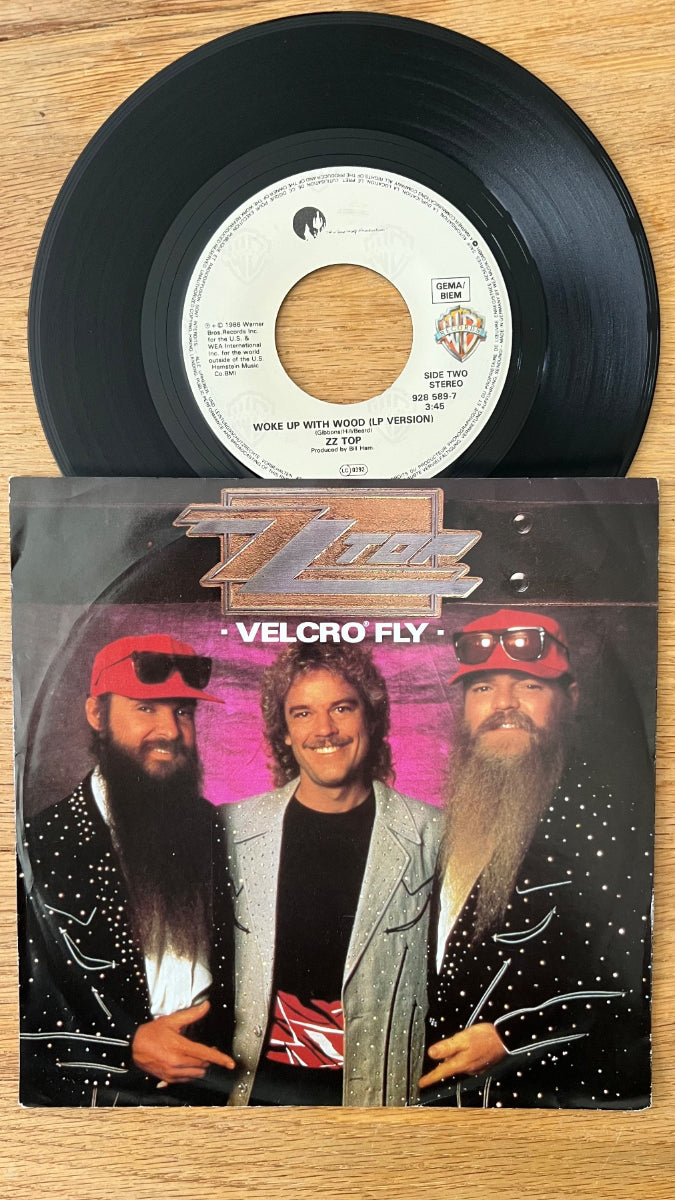 GEMA/
BIEM
℗ + © 1986 Warner
Bros. Records Inc.
for the U.S. &
WEA International
Inc. for the world
outside of the U.S.
Hamstein Music
Co. BMI
SIDE TWO
STEREO
928 589-7
3:45
WOKE UP WITH WOOD (LP VERSION)
(Gibbons/Hill/Beard)
ZZ TOP
Produced by Bill Ham
LC 0392
ZZ TOP
· VELCRO® FLY ·